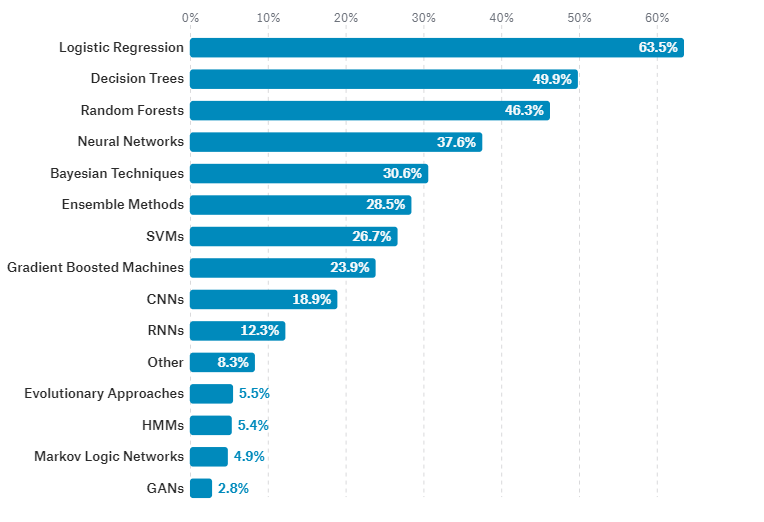 0% 10% 20% 30% 40% 50% 60%
Logistic Regression 63.5%
Decision Trees 49.9%
Random Forests 46.3%
Neural Networks 37.6%
Bayesian Techniques 30.6%
Ensemble Methods 28.5%
SVMs 26.7%
Gradient Boosted Machines 23.9%
CNNs 18.9%
RNNs 12.3%
Other 8.3%
Evolutionary Approaches 5.5%
HMMs 5.4%
Markov Logic Networks 4.9%
GANs 2.8%